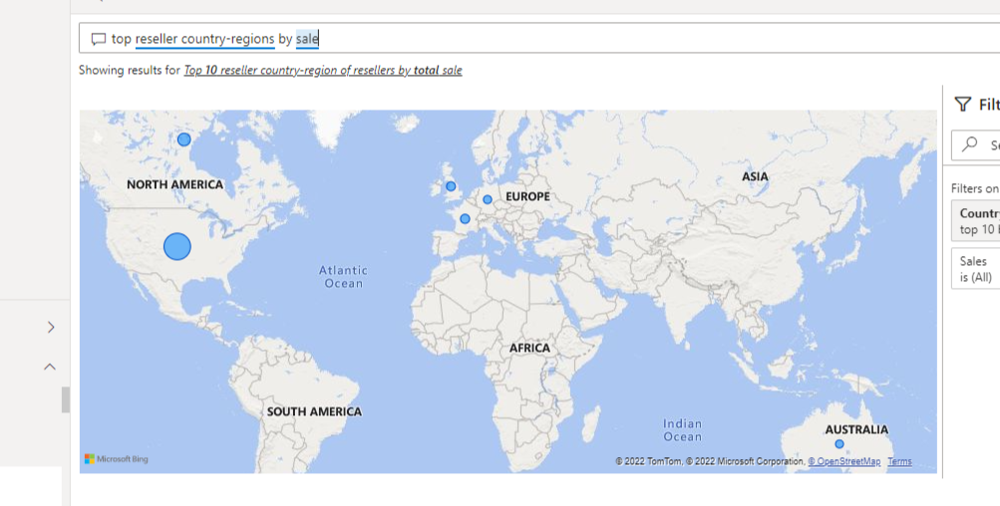 top reseller country-regions by sale
Showing results for Top 10 reseller country-region of resellers by total sale
NORTH AMERICA
EUROPE
ASIA
Atlantic
Ocean
AFRICA
SOUTH AMERICA
Indian
Ocean
AUSTRALIA
Microsoft Bing
© 2022 TomTom, © 2022 Microsoft Corporation, © OpenStreetMap Terms
Filt
Se
Filters on
Countr
top 10 b
Sales
is (All)